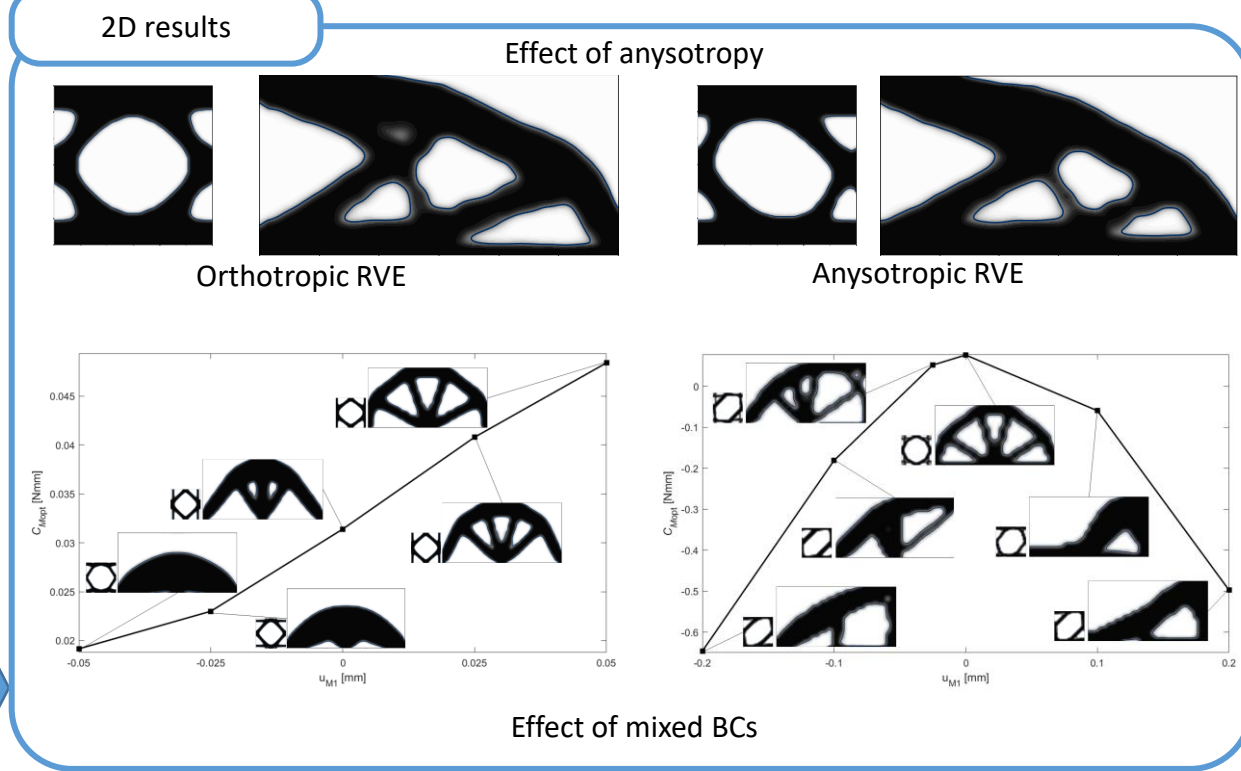 2D results
Effect of anysotropy
Orthotropic RVE
Anysotropic RVE
0.045
0.04
0.035
0.03
0.025
0.02
C_Mopt [Nmm]
-0.05
-0.025
0
0.025
0.05
u_M1 [mm]
0
-0.1
-0.2
-0.3
-0.4
-0.5
-0.6
C_Mopt [Nmm]
-0.2
-0.1
0
0.1
0.2
u_M1 [mm]
Effect of mixed BCs